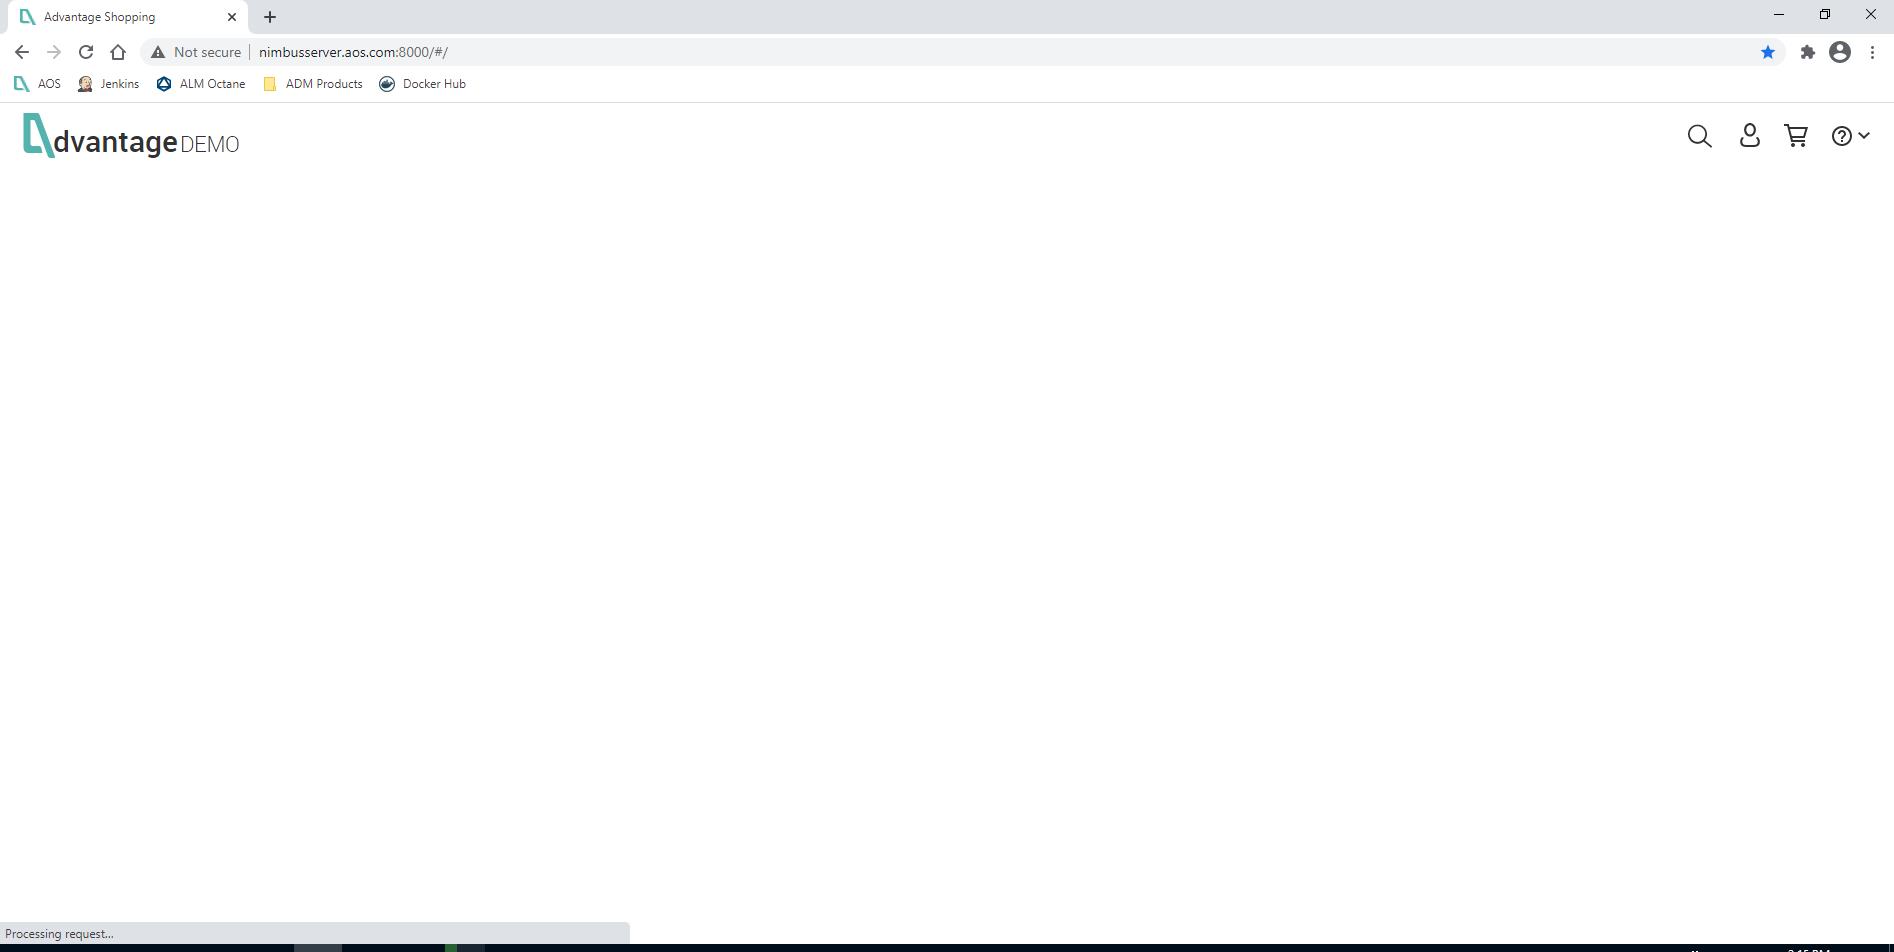 Advantage Shopping
Not secure nimbusserver.aos.com:8000/#/
AOS Jenkins ALM Octane ADM Products Docker Hub
dvantage DEMO
Processing request...